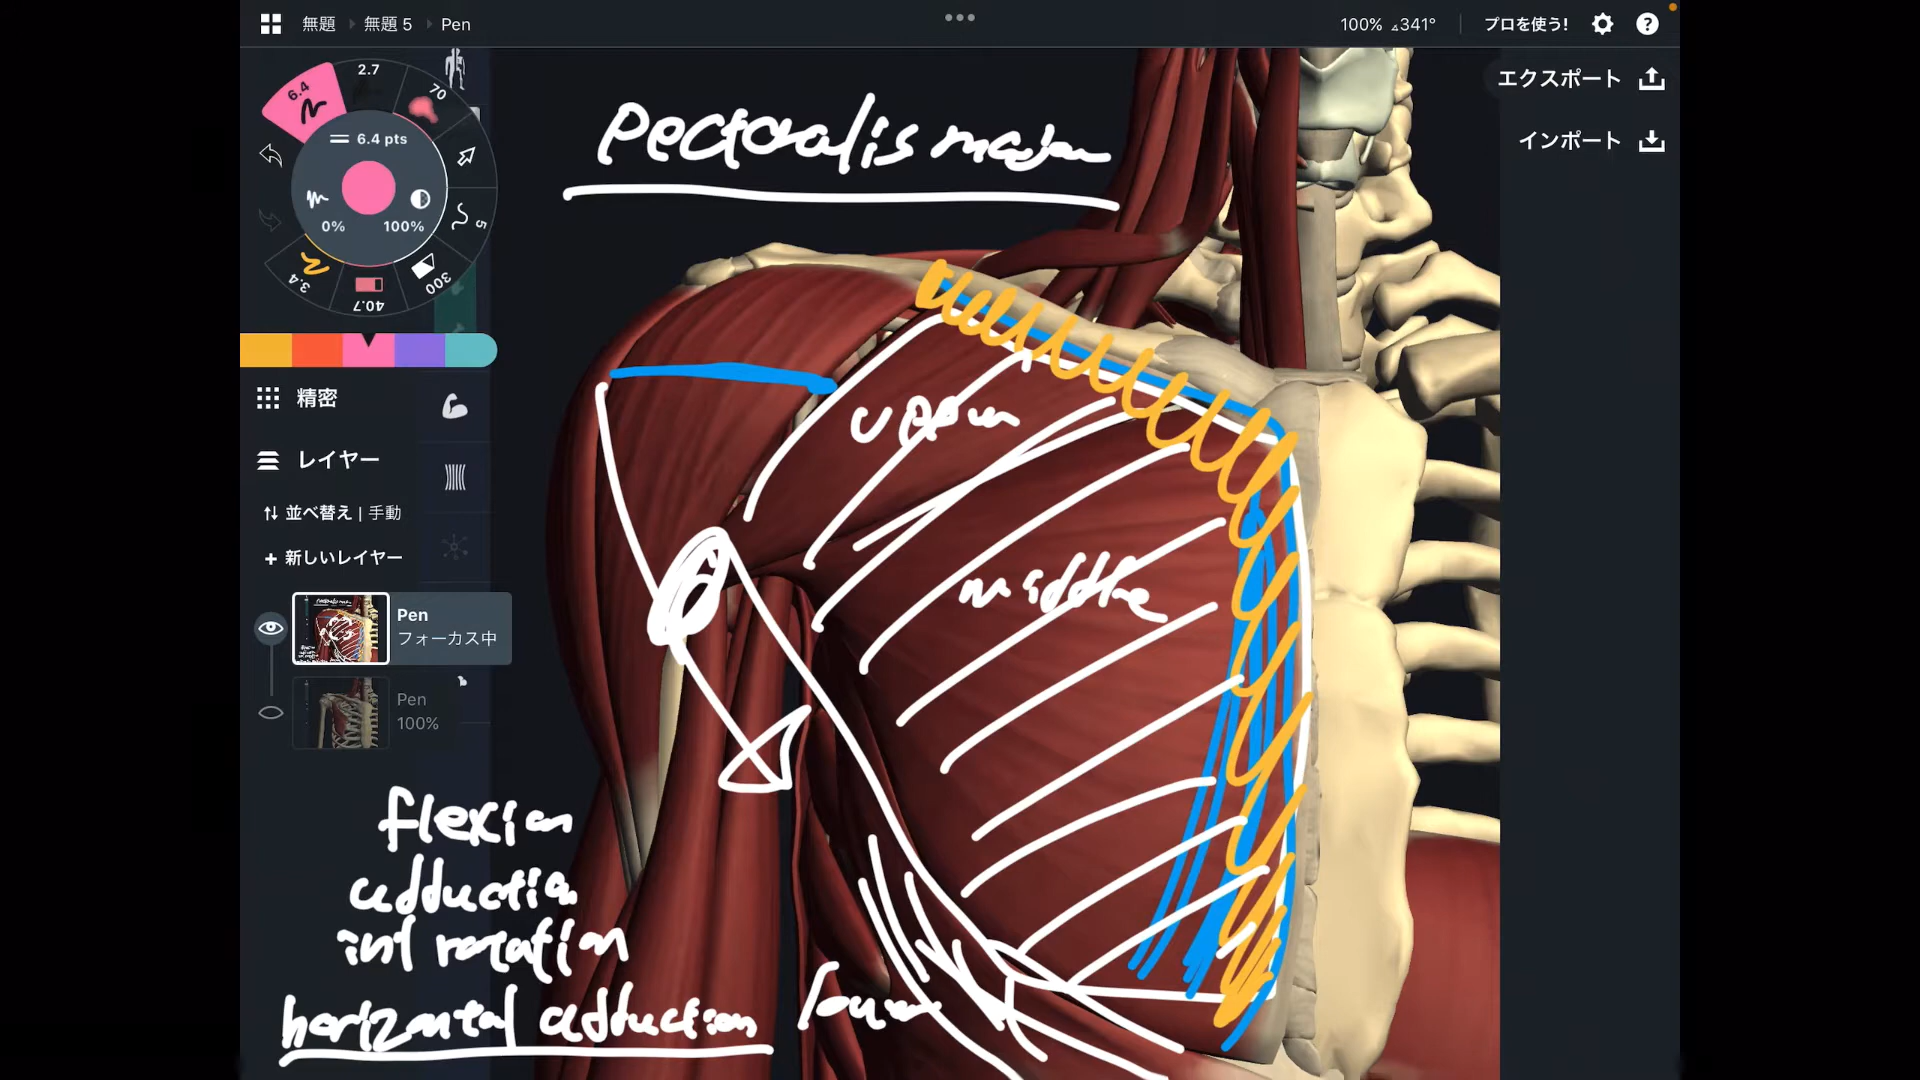 無題 無題 5 Pen
100% 341° プロを使う!
エクスポート
インポート
2.7
6.4
70
6.4 pts
5
0% 100%
3.4
40.7
300
精密
レイヤー
並べ替え | 手動
+ 新しいレイヤー
Pen
フォーカス中
Pen
100%
Pectoralis major
upper
middle
lower
flexion
adduction
int rotation
horizontal adduction